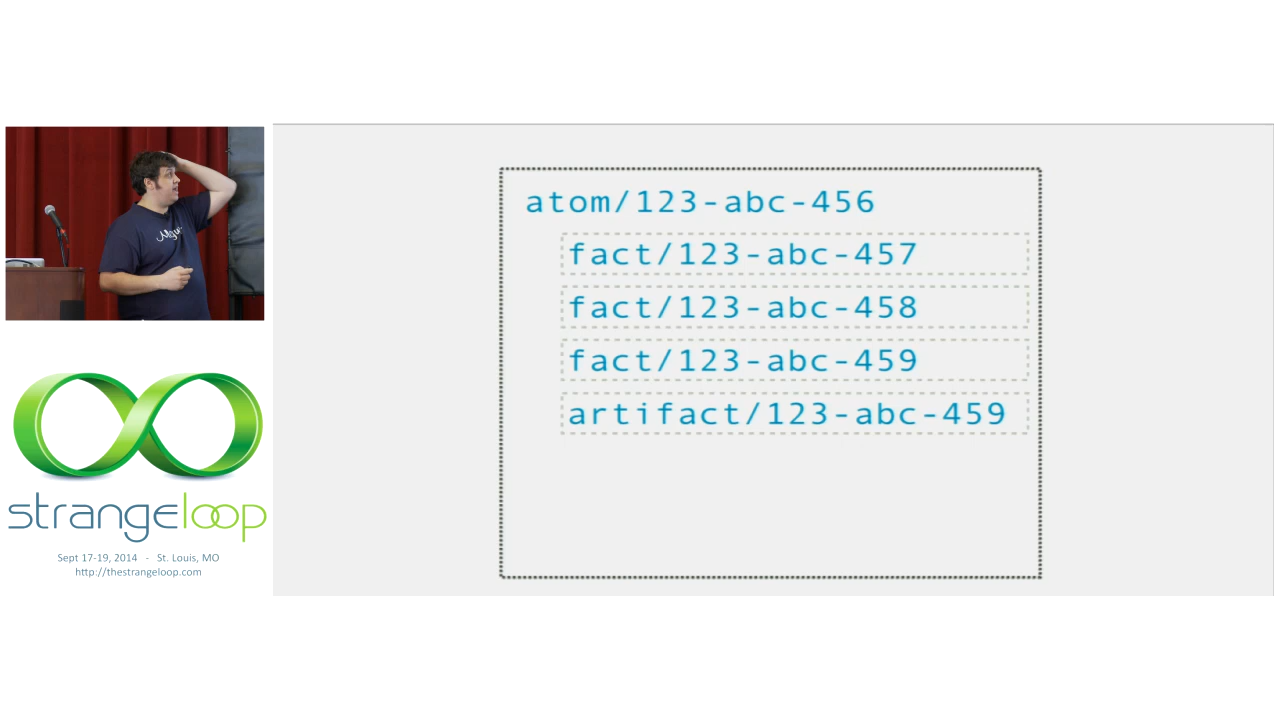 atom/123-abc-456
fact/123-abc-457
fact/123-abc-458
fact/123-abc-459
artifact/123-abc-459
strangeloop
Sept 17-19, 2014 - St. Louis, MO
http://thestrangeloop.com